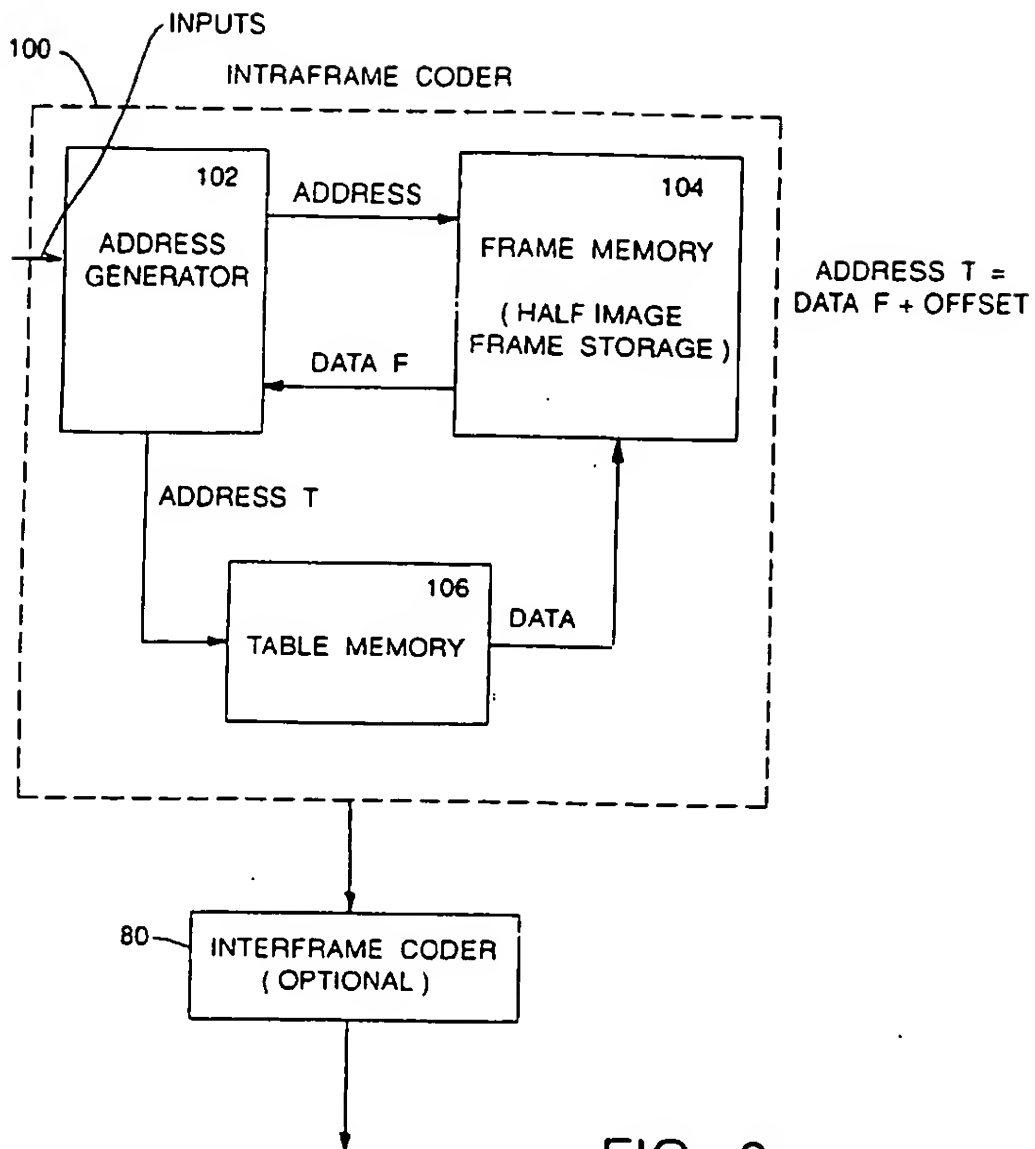 INPUTS
100
INTRAFRAME CODER
102
ADDRESS
GENERATOR
ADDRESS
104
FRAME MEMORY
( HALF IMAGE
FRAME STORAGE )
DATA F
ADDRESS T =
DATA F + OFFSET
ADDRESS T
106
TABLE MEMORY
DATA
80
INTERFRAME CODER
( OPTIONAL )